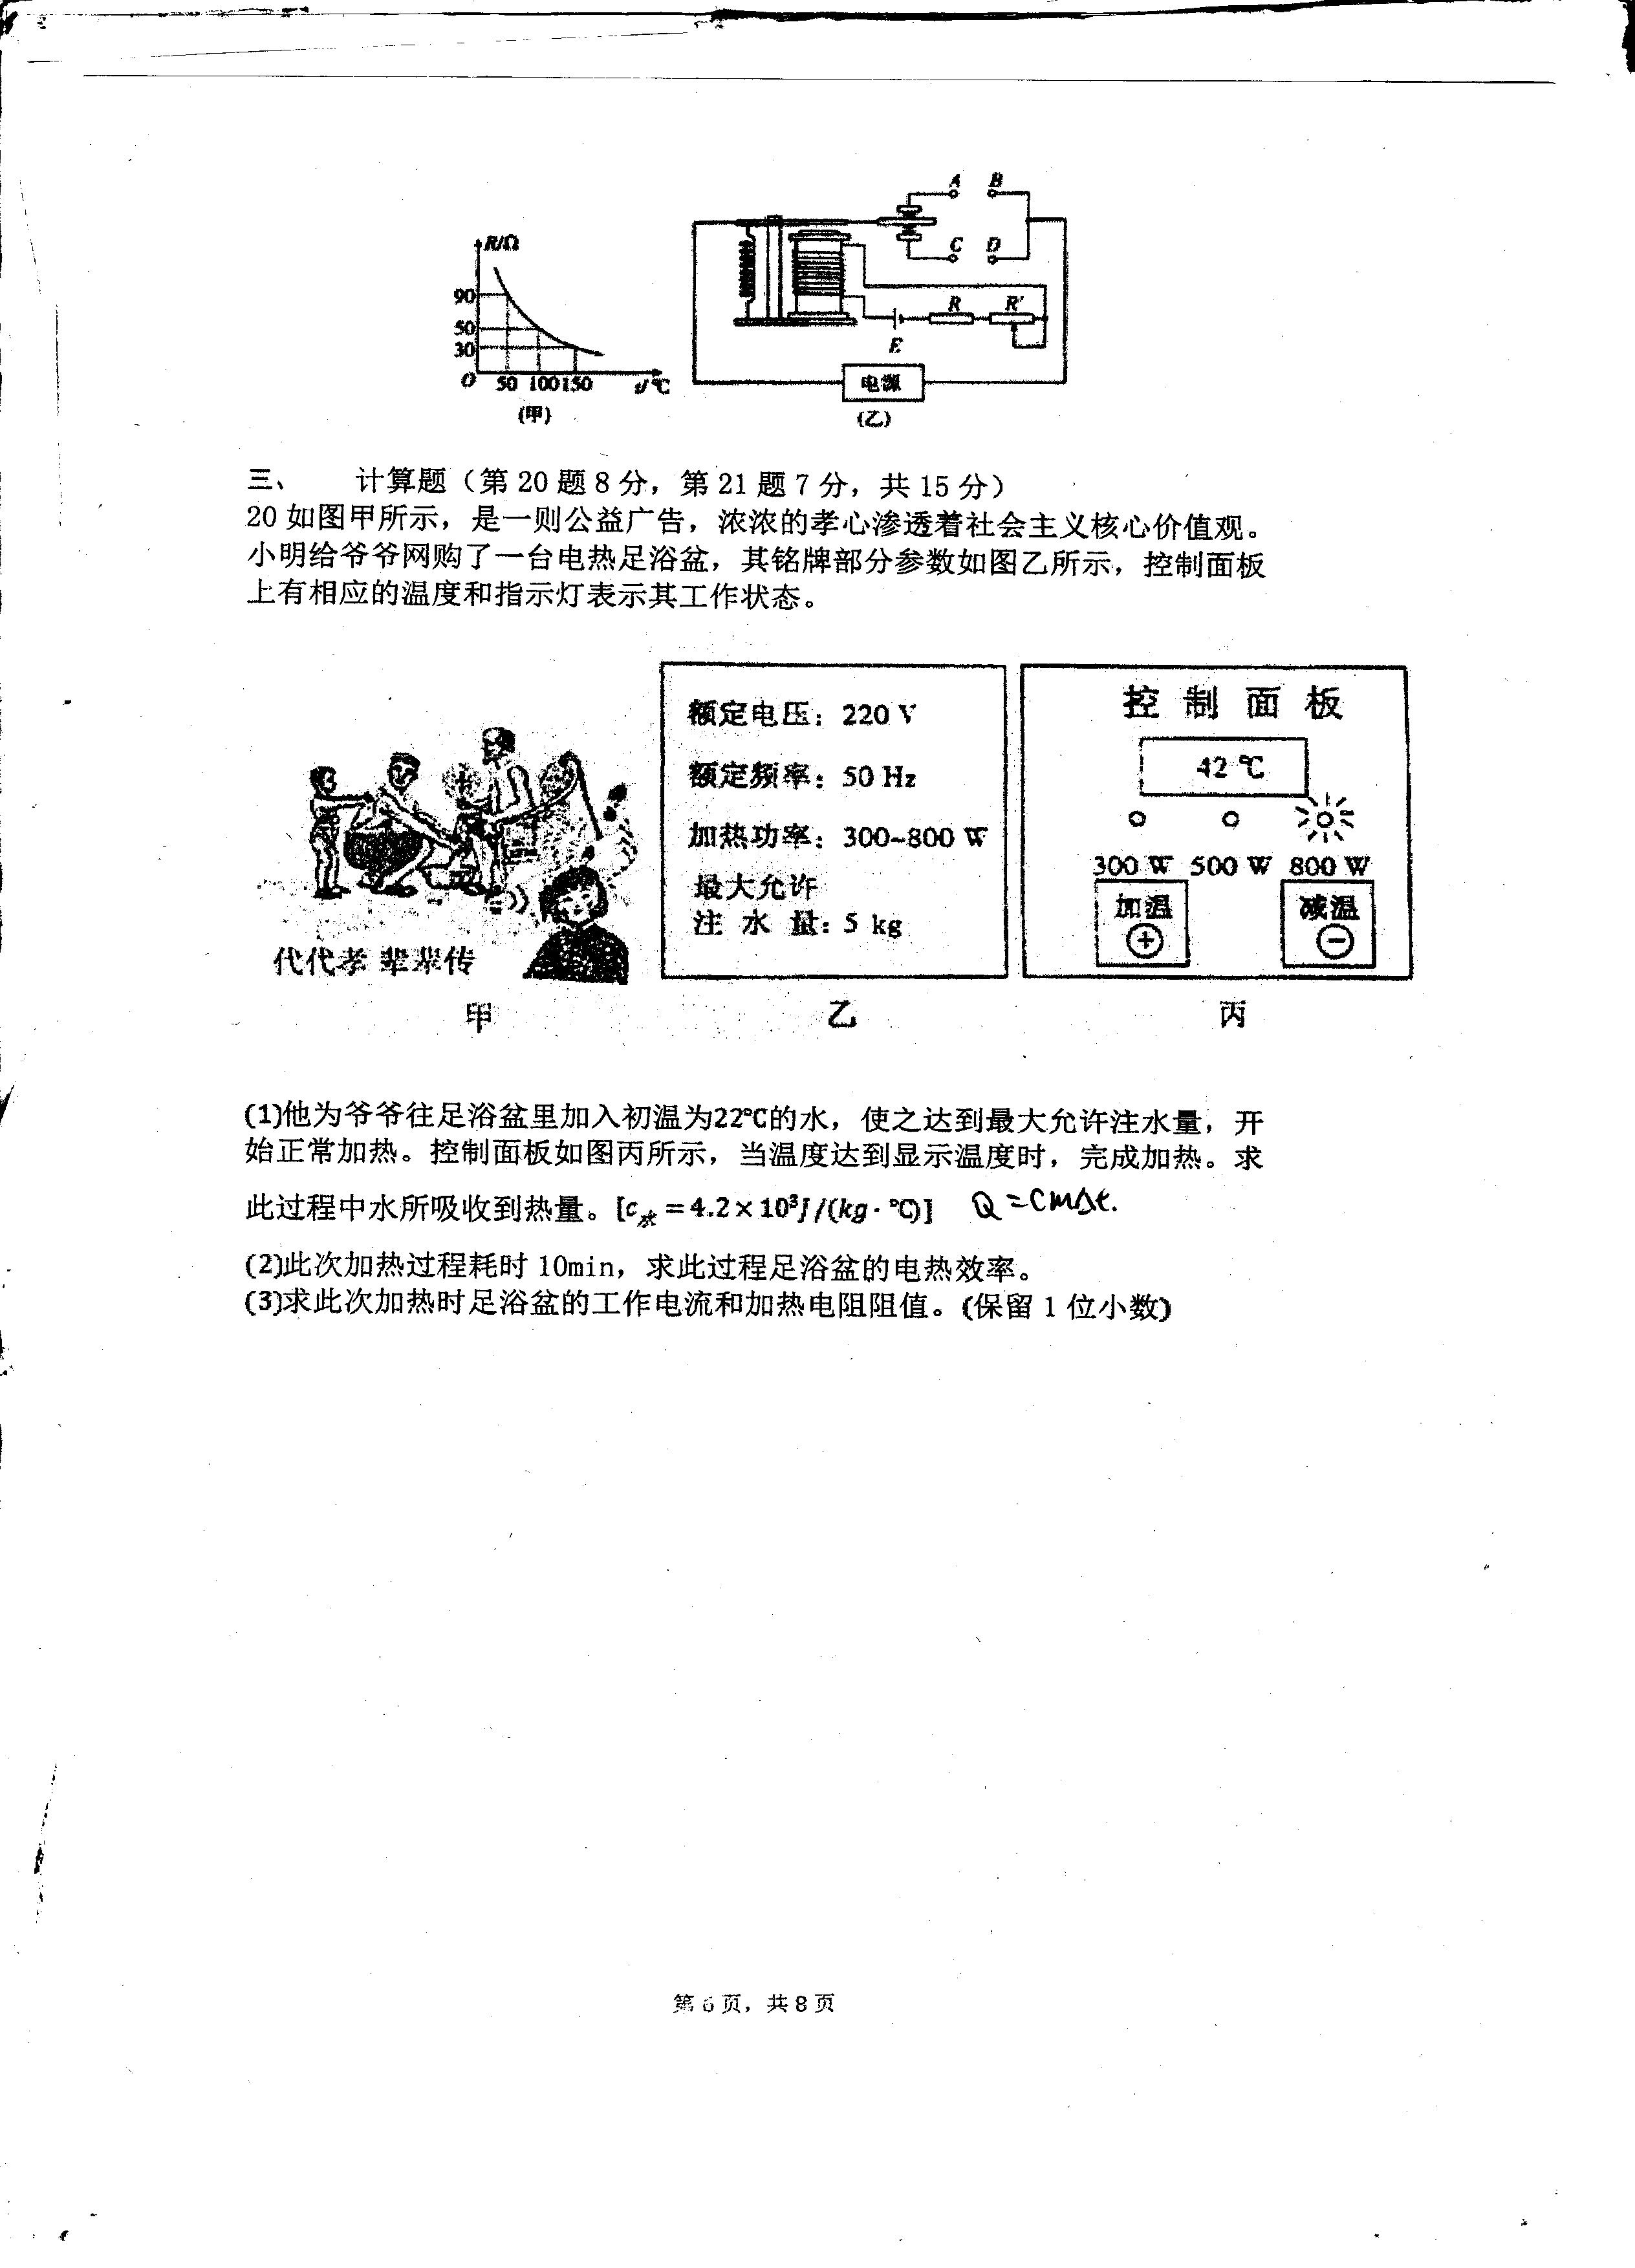 R/Ω
90
50
30
O 50 100 150 t/℃
(甲)
A B
C D
R R'
E
电源
(乙)
三、 计算题（第 20 题 8 分，第 21 题 7 分，共 15 分）
20 如图甲所示，是一则公益广告，浓浓的孝心渗透着社会主义核心价值观。
小明给爷爷网购了一台电热足浴盆，其铭牌部分参数如图乙所示，控制面板
上有相应的温度和指示灯表示其工作状态。
代代孝 辈辈传
甲
额定电压：220 V
额定频率：50 Hz
加热功率：300~800 W
最大允许
注 水 量：5 kg
乙
控 制 面 板
42 ℃
300 W 500 W 800 W
加温 减温
+ −
丙
(1)他为爷爷往足浴盆里加入初温为22℃的水，使之达到最大允许注水量，开
始正常加热。控制面板如图丙所示，当温度达到显示温度时，完成加热。求
此过程中水所吸收到热量。[c水 = 4.2 × 10³J/(kg · ℃)] Q = cmΔt.
(2)此次加热过程耗时 10min，求此过程足浴盆的电热效率。
(3)求此次加热时足浴盆的工作电流和加热电阻阻值。(保留 1 位小数)
第 6 页，共 8 页